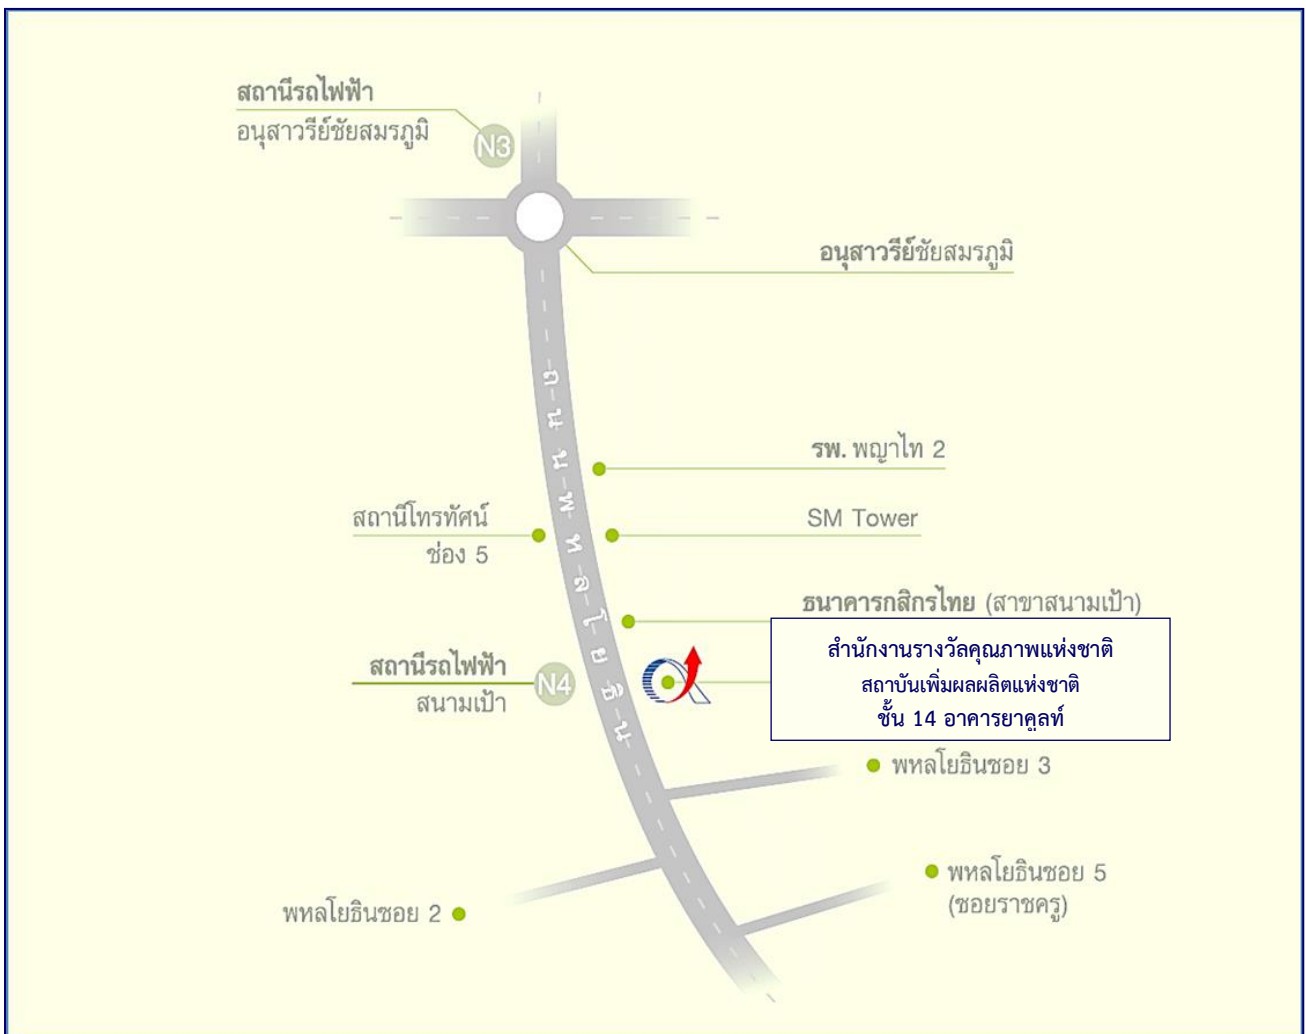 สถานีรถไฟฟ้า
อนุสาวรีย์ชัยสมรภูมิ
N3
อนุสาวรีย์ชัยสมรภูมิ
ถนนพหลโยธิน
รพ. พญาไท 2
สถานีโทรทัศน์
ช่อง 5
SM Tower
ธนาคารกสิกรไทย (สาขาสนามเป้า)
สถานีรถไฟฟ้า
สนามเป้า
N4
สำนักงานรางวัลคุณภาพแห่งชาติ
สถาบันเพิ่มผลผลิตแห่งชาติ
ชั้น 14 อาคารยาคูลท์
พหลโยธินซอย 3
พหลโยธินซอย 5
(ซอยราชครู)
พหลโยธินซอย 2